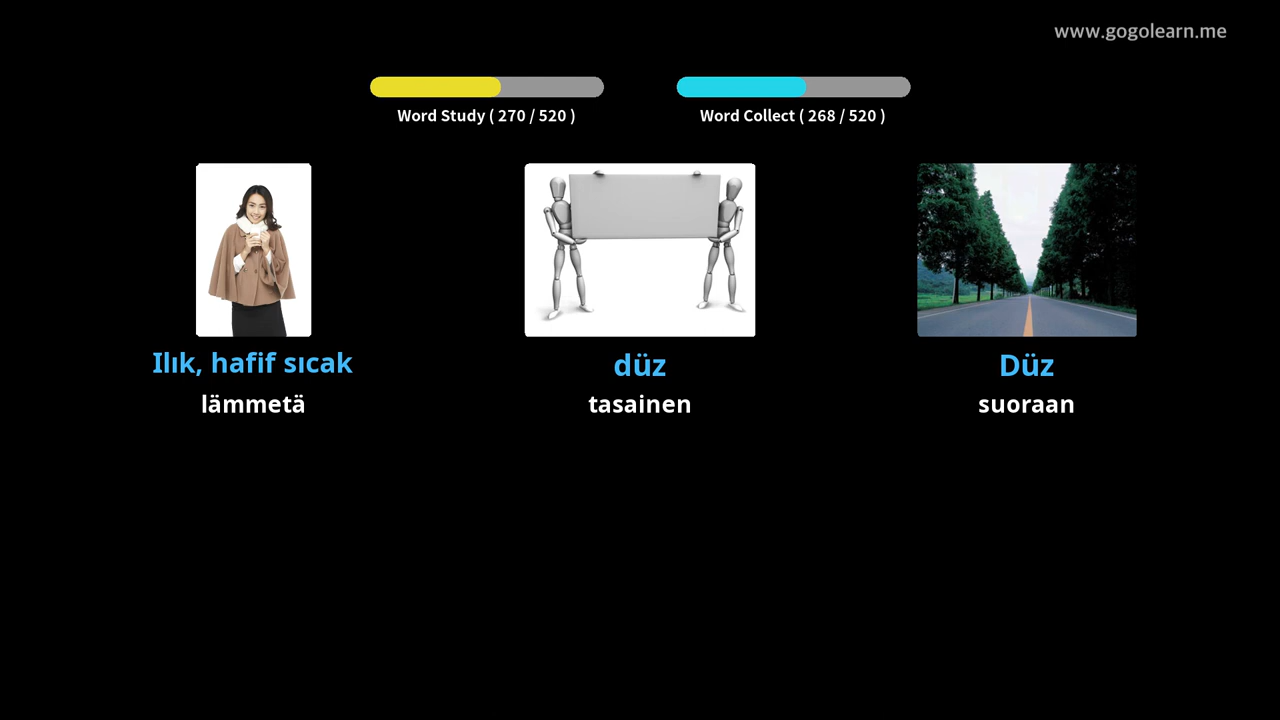 www.gogolearn.me
Word Study ( 270 / 520 )
Word Collect ( 268 / 520 )
Ilık, hafif sıcak
lämmetä
düz
tasainen
Düz
suoraan